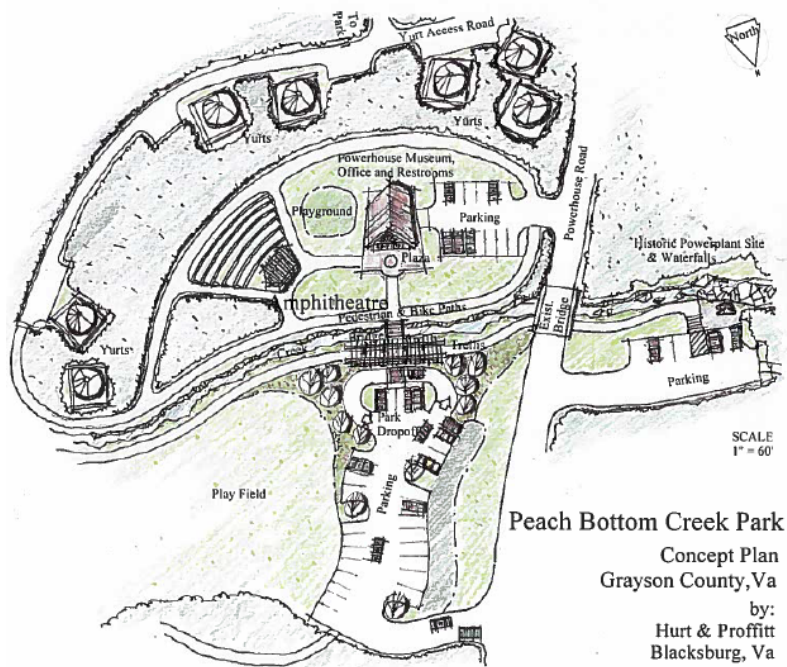 To
Park
Yurt Access Road
North
N
Yurts
Yurts
Powerhouse Museum,
Office and Restrooms
Playground
Parking
Powerhouse Road
Plaza
Historic Powerplant Site
& Waterfalls
Amphitheatre
Pedestrian & Bike Paths
Exist.
Bridge
Yurts
Creek
Trellis
Parking
Park
Dropoff
SCALE
1" = 60'
Play Field
Parking
Peach Bottom Creek Park
Concept Plan
Grayson County,Va
by:
Hurt & Proffitt
Blacksburg, Va